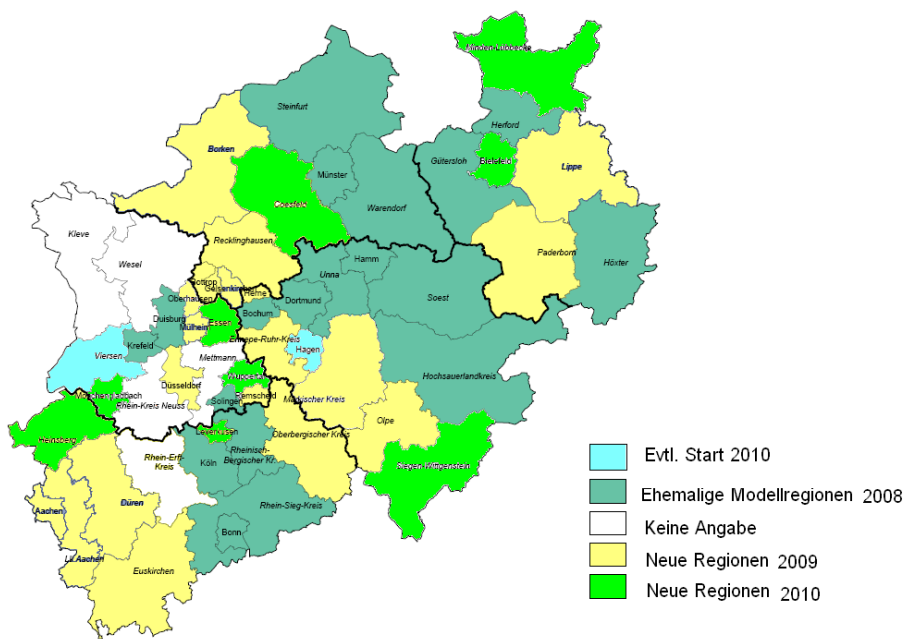 Minden-Lübbecke
Steinfurt
Herford
Borken
Gütersloh
Bielefeld
Lippe
Münster
Coesfeld
Warendorf
Kleve
Recklinghausen
Paderborn
Höxter
Wesel
Unna
Hamm
Bottrop
Gelsenkirchen
Herne
Soest
Oberhausen
Dortmund
Duisburg
Bochum
Mülheim
Essen
Ennepe-Ruhr-Kreis
Krefeld
Hagen
Viersen
Mettmann
Wuppertal
Hochsauerlandkreis
Düsseldorf
Mönchengladbach
Remscheid
Solingen
Märkischer Kreis
Rhein-Kreis Neuss
Olpe
Heinsberg
Leverkusen
Oberbergischer Kreis
Siegen-Wittgenstein
Rhein-Erft-
Kreis
Köln
Rheinisch-
Bergischer Kr.
Evtl. Start 2010
Ehemalige Modellregionen 2008
Aachen
Düren
Rhein-Sieg-Kreis
Keine Angabe
Bonn
Lk Aachen
Neue Regionen 2009
Euskirchen
Neue Regionen 2010